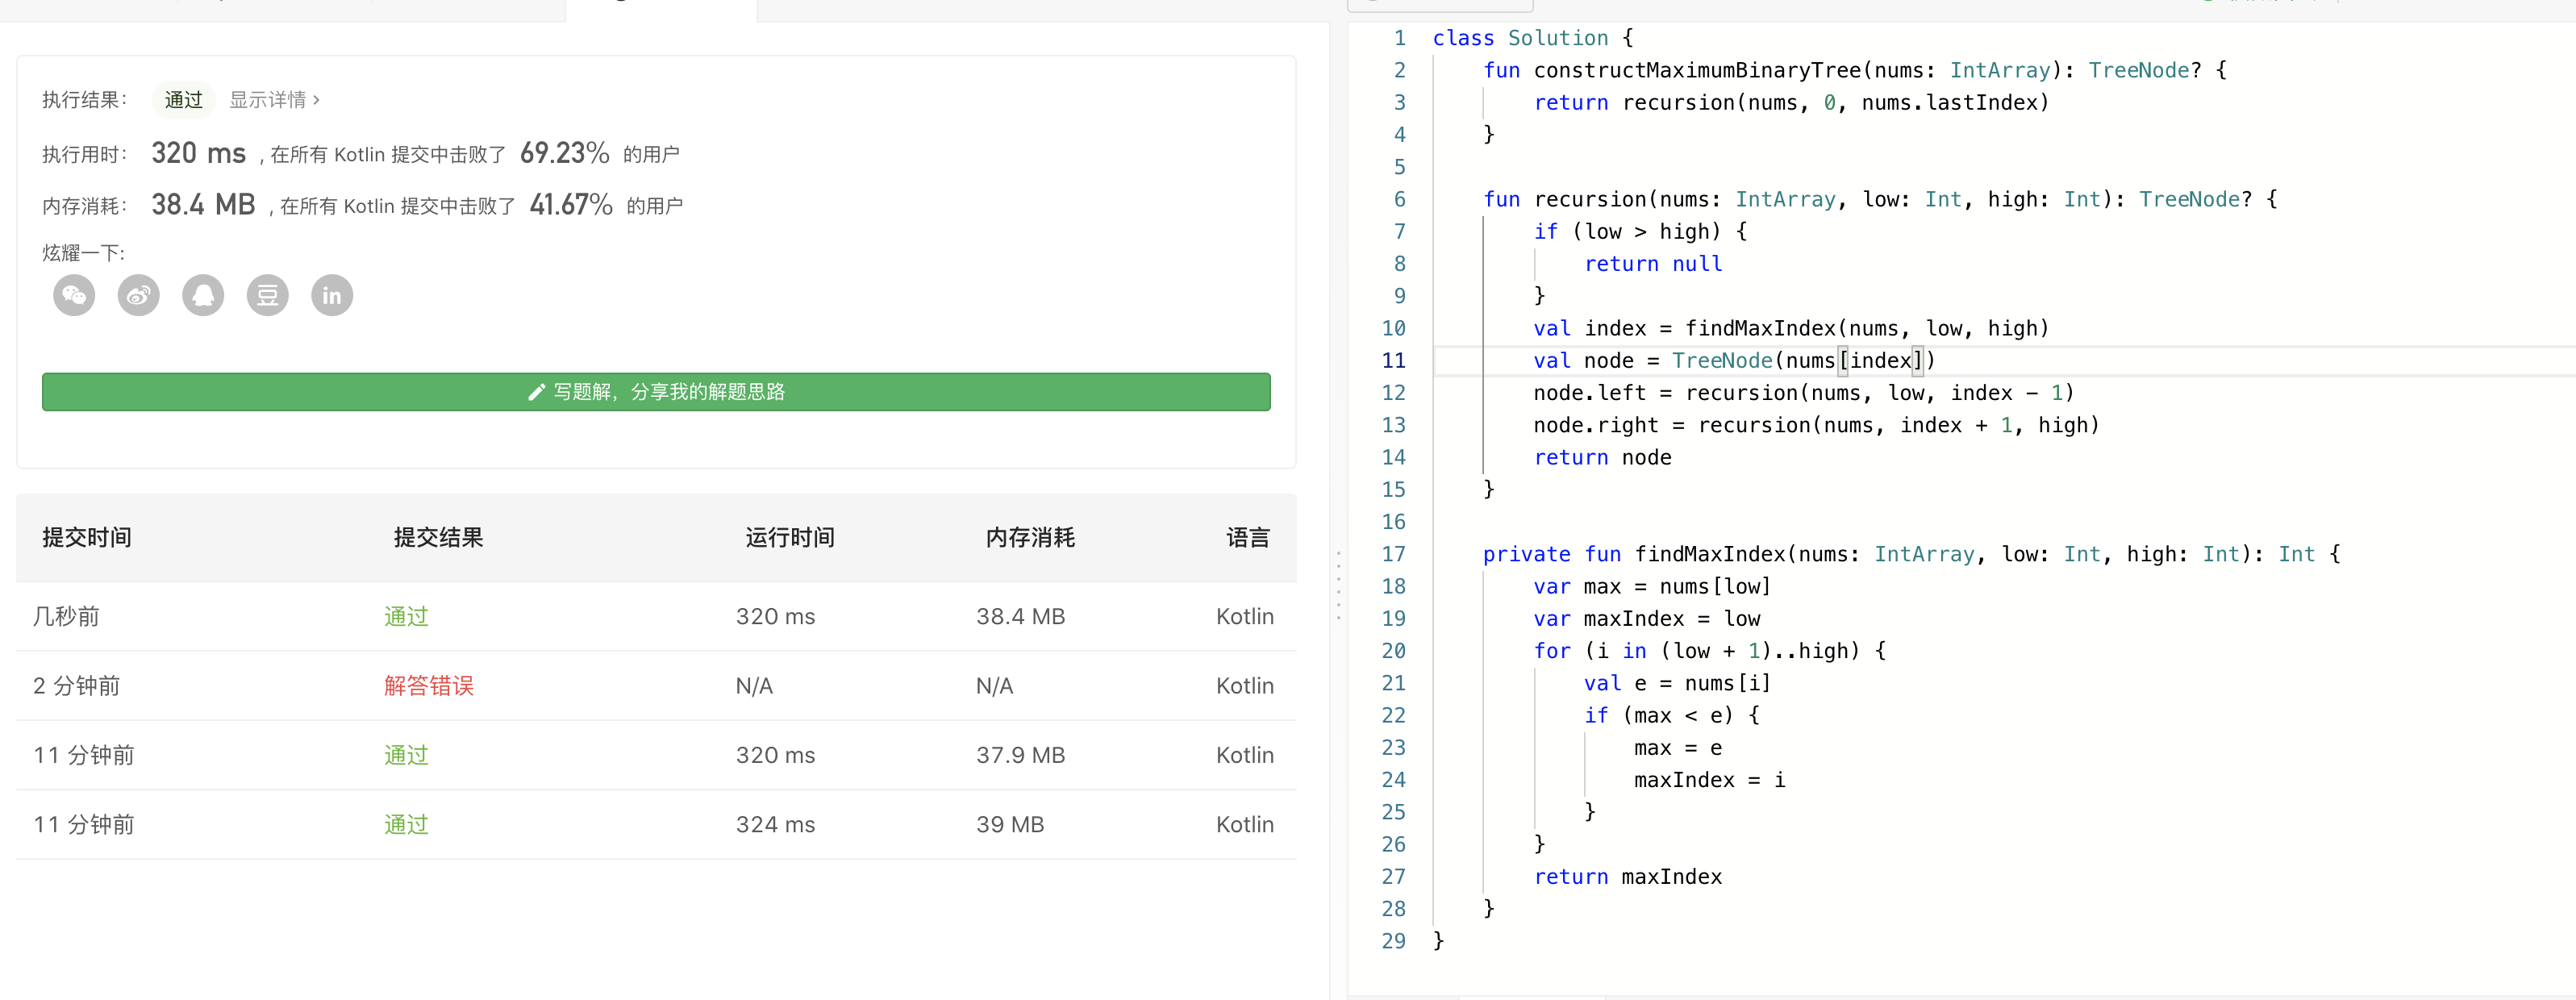 执行结果： 通过 显示详情 ›
执行用时： 320 ms , 在所有 Kotlin 提交中击败了 69.23% 的用户
内存消耗： 38.4 MB , 在所有 Kotlin 提交中击败了 41.67% 的用户
炫耀一下:
豆 in
写题解，分享我的解题思路
提交时间 提交结果 运行时间 内存消耗 语言
几秒前 通过 320 ms 38.4 MB Kotlin
2 分钟前 解答错误 N/A N/A Kotlin
11 分钟前 通过 320 ms 37.9 MB Kotlin
11 分钟前 通过 324 ms 39 MB Kotlin
1 class Solution {
2     fun constructMaximumBinaryTree(nums: IntArray): TreeNode? {
3         return recursion(nums, 0, nums.lastIndex)
4     }
5
6     fun recursion(nums: IntArray, low: Int, high: Int): TreeNode? {
7         if (low > high) {
8             return null
9         }
10         val index = findMaxIndex(nums, low, high)
11         val node = TreeNode(nums[index])
12         node.left = recursion(nums, low, index - 1)
13         node.right = recursion(nums, index + 1, high)
14         return node
15     }
16
17     private fun findMaxIndex(nums: IntArray, low: Int, high: Int): Int {
18         var max = nums[low]
19         var maxIndex = low
20         for (i in (low + 1)..high) {
21             val e = nums[i]
22             if (max < e) {
23                 max = e
24                 maxIndex = i
25             }
26         }
27         return maxIndex
28     }
29 }